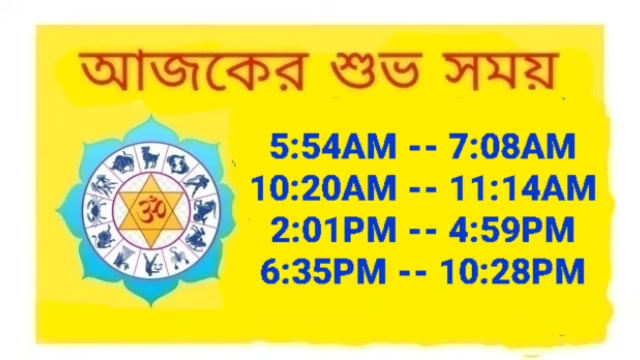 আজকের শুভ সময়
5:54AM -- 7:08AM
10:20AM -- 11:14AM
2:01PM -- 4:59PM
6:35PM -- 10:28PM
ॐ